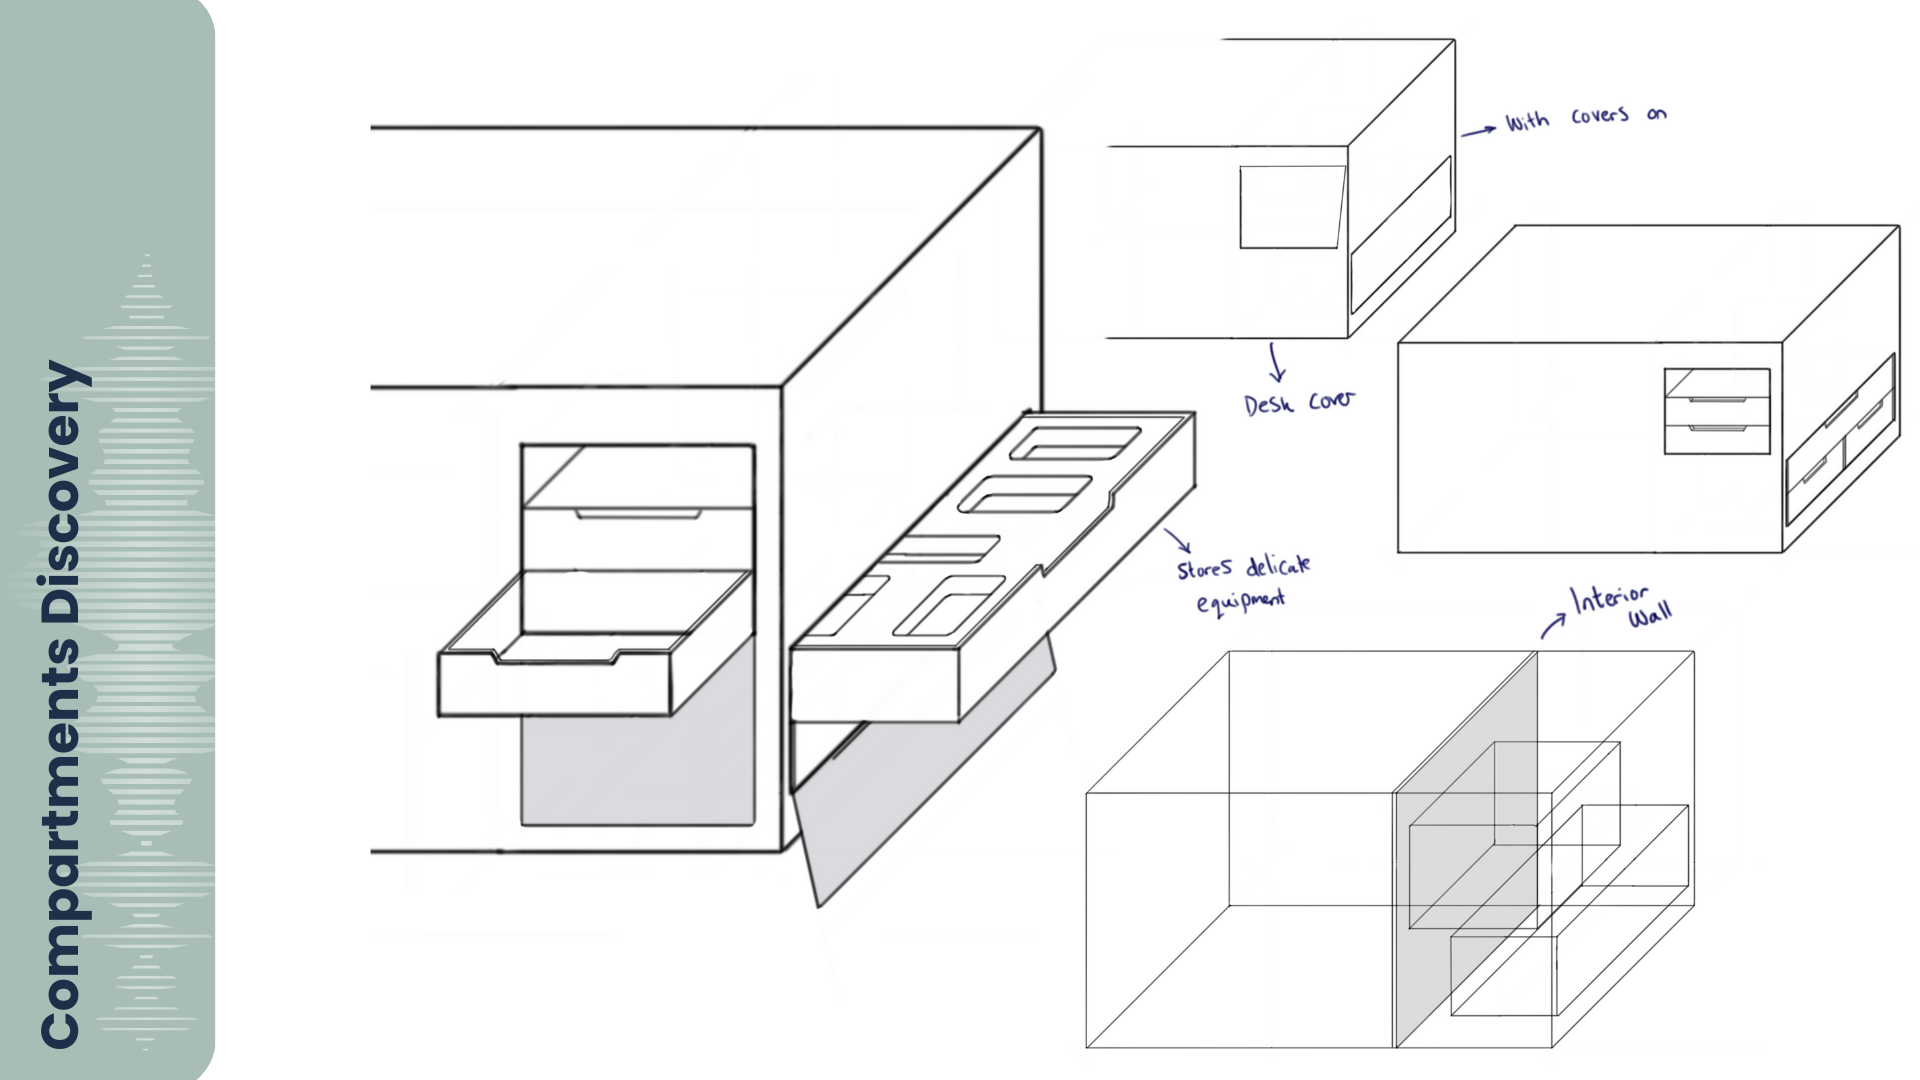 Compartments Discovery
With covers on
Desk cover
Stores delicate
equipment
Interior
Wall